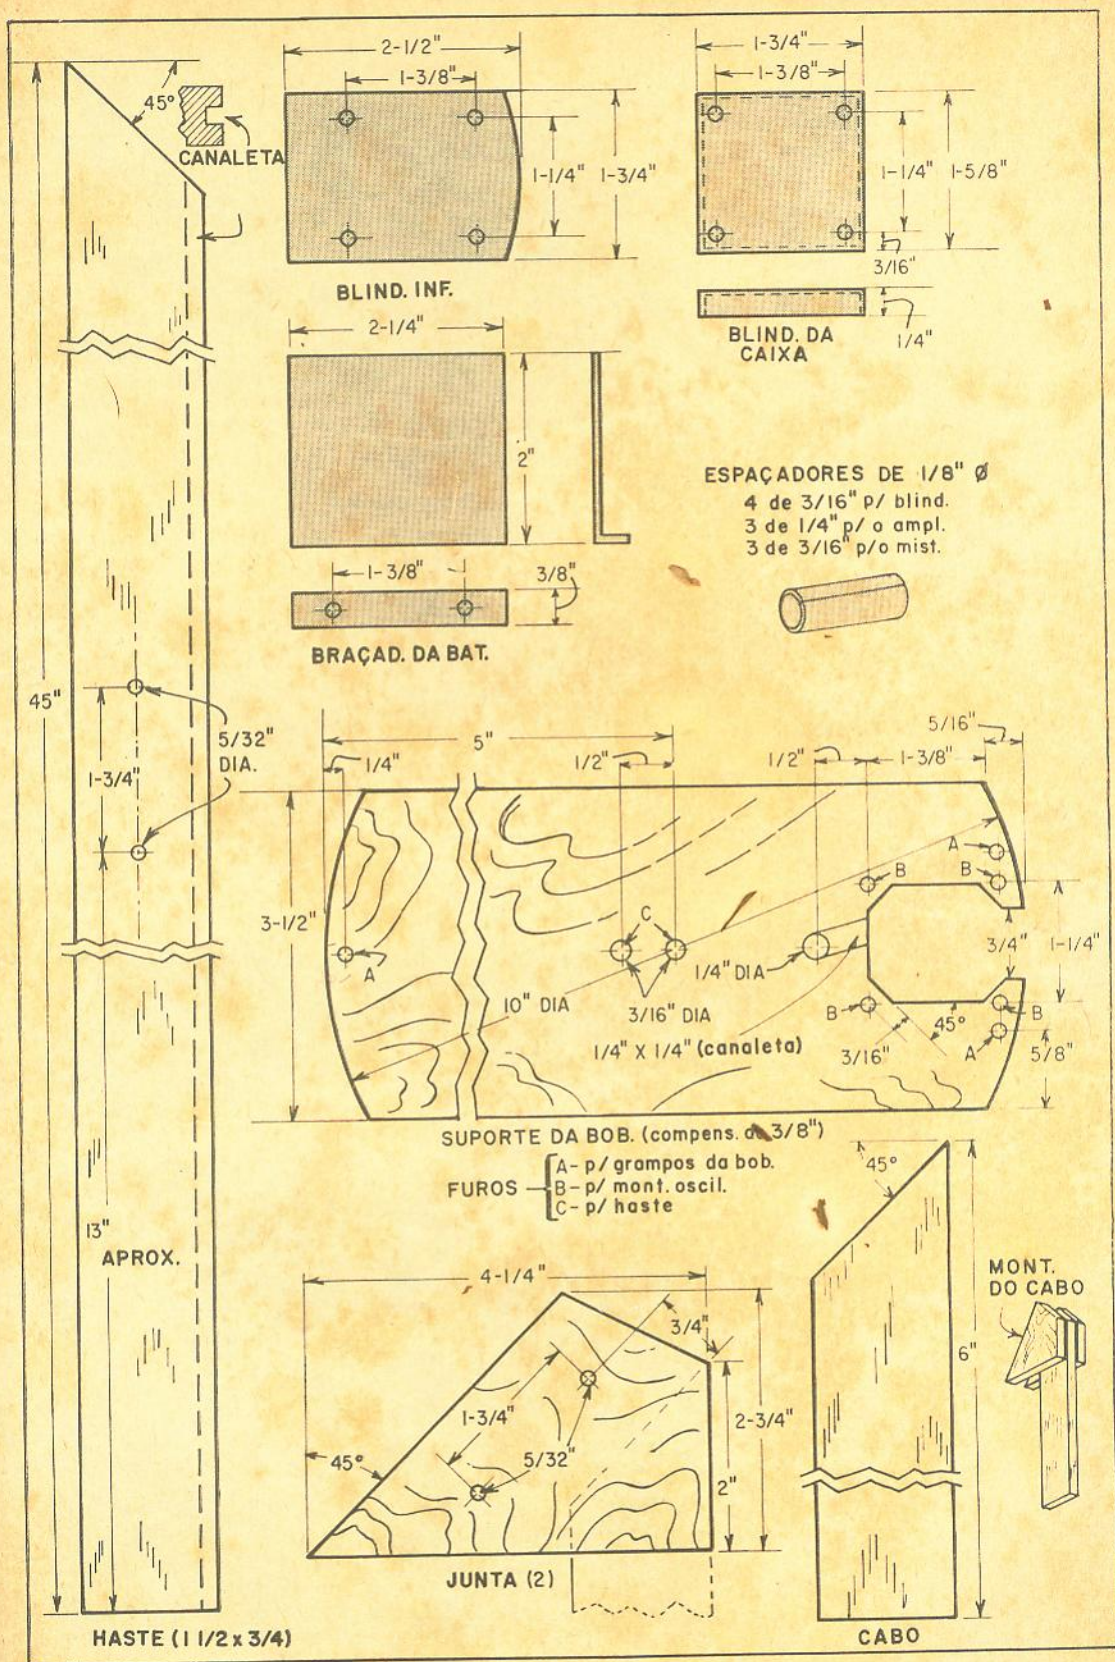 2-1/2"
1-3/8"
1-3/4"
1-3/8"
45°
CANALETA
1-1/4"
1-3/4"
1-1/4"
1-5/8"
3/16"
BLIND. INF.
BLIND. DA
CAIXA
1/4"
2-1/4"
2"
ESPAÇADORES DE 1/8" Ø
4 de 3/16" p/ blind.
3 de 1/4" p/ o ampl.
3 de 3/16" p/o mist.
1-3/8"
3/8"
BRAÇAD. DA BAT.
45"
5/32"
DIA.
1-3/4"
5"
1/4"
1/2"
1/2"
1-3/8"
5/16"
A
B
B
3-1/2"
C
A
1/4" DIA
3/4"
1-1/4"
10" DIA
3/16" DIA
B
45°
B
1/4" X 1/4" (canaleta)
3/16"
A
5/8"
SUPORTE DA BOB. (compens. de 3/8")
FUROS
A- p/ grampos da bob.
B- p/ mont. oscil.
C- p/ haste
45°
13"
APROX.
4-1/4"
3/4"
1-3/4"
5/32"
45°
2-3/4"
2"
6"
MONT.
DO CABO
JUNTA (2)
HASTE (1 1/2 x 3/4)
CABO